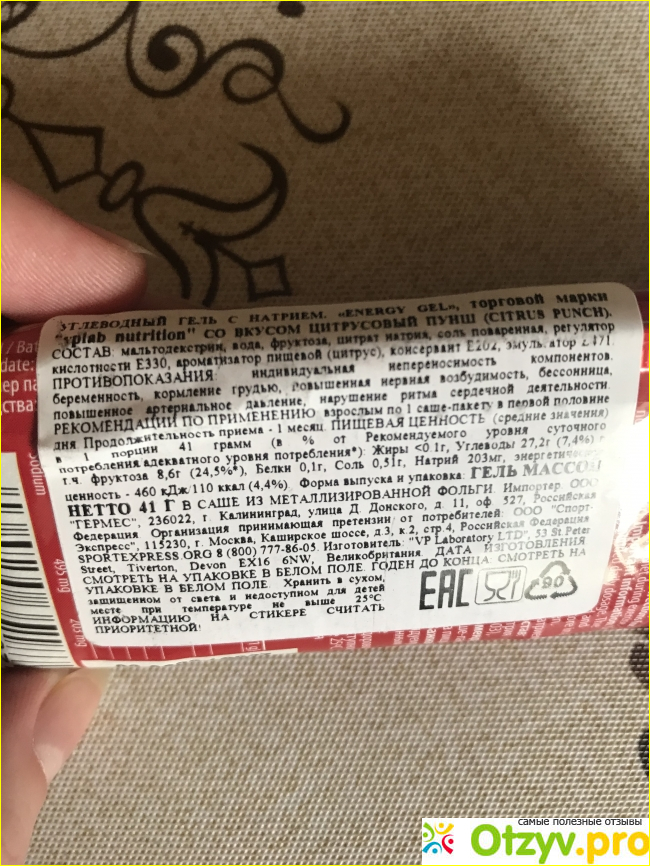 УГЛЕВОДНЫЙ ГЕЛЬ С НАТРИЕМ. «ENERGY GEL», торговой марки
"vplab nutrition" СО ВКУСОМ ЦИТРУСОВЫЙ ПУНШ (CITRUS PUNCH).
СОСТАВ: мальтодекстрин, вода, фруктоза, цитрат натрия, соль поваренная, регулятор
кислотности Е330, ароматизатор пищевой (цитрус), консервант Е202, эмульгатор Е471.
ПРОТИВОПОКАЗАНИЯ: индивидуальная непереносимость компонентов,
беременность, кормление грудью, повышенная нервная возбудимость, бессонница,
повышенное артериальное давление, нарушение ритма сердечной деятельности.
РЕКОМЕНДАЦИИ ПО ПРИМЕНЕНИЮ: взрослым по 1 саше-пакету в первой половине
дня. Продолжительность приема - 1 месяц. ПИЩЕВАЯ ЦЕННОСТЬ (средние значения)
в 1 порции 41 грамм (в % от Рекомендуемого уровня суточного
потребления,адекватного уровня потребления*): Жиры <0.1г, Углеводы 27,2г (7,4%)
т.ч. фруктоза 8,6г (24,5%*), Белки 0,1г, Соль 0,51г, Натрий 203мг,
ценность - 460 кДж/110 ккал (4,4%). Форма выпуска и упаковка: ГЕЛЬ МАССОЙ
НЕТТО 41 Г В САШЕ ИЗ МЕТАЛЛИЗИРОВАННОЙ ФОЛЬГИ. Импортер: ООО
"ГЕРМЕС", 236022, г. Калининград, улица Д. Донского, д. 11, оф. 527, Российская
Федерация. Организация принимающая претензии от потребителей: ООО "Спорт-
Экспресс", 115230, г. Москва, Каширское шоссе, д.3, к.2, стр.4, Российская Федерация
SPORTEXPRESS.ORG 8 (800) 777-86-05. Изготовитель: "VP Laboratory LTD", 53 St.Peter
Street, Tiverton, Devon EX16 6NW, Великобритания. ДАТА ИЗГОТОВЛЕНИЯ
СМОТРЕТЬ НА УПАКОВКЕ В БЕЛОМ ПОЛЕ. ГОДЕН ДО КОНЦА: СМОТРЕТЬ НА
УПАКОВКЕ В БЕЛОМ ПОЛЕ. Хранить в сухом,
защищенном от света и недоступном для детей
месте при температуре не выше 25°С
ИНФОРМАЦИЮ НА СТИКЕРЕ СЧИТАТЬ
ПРИОРИТЕТНОЙ!
EAC
90
date:
ства:
sodium
495 mg
203 mg
самые полезные отзывы
Otzyv.pro